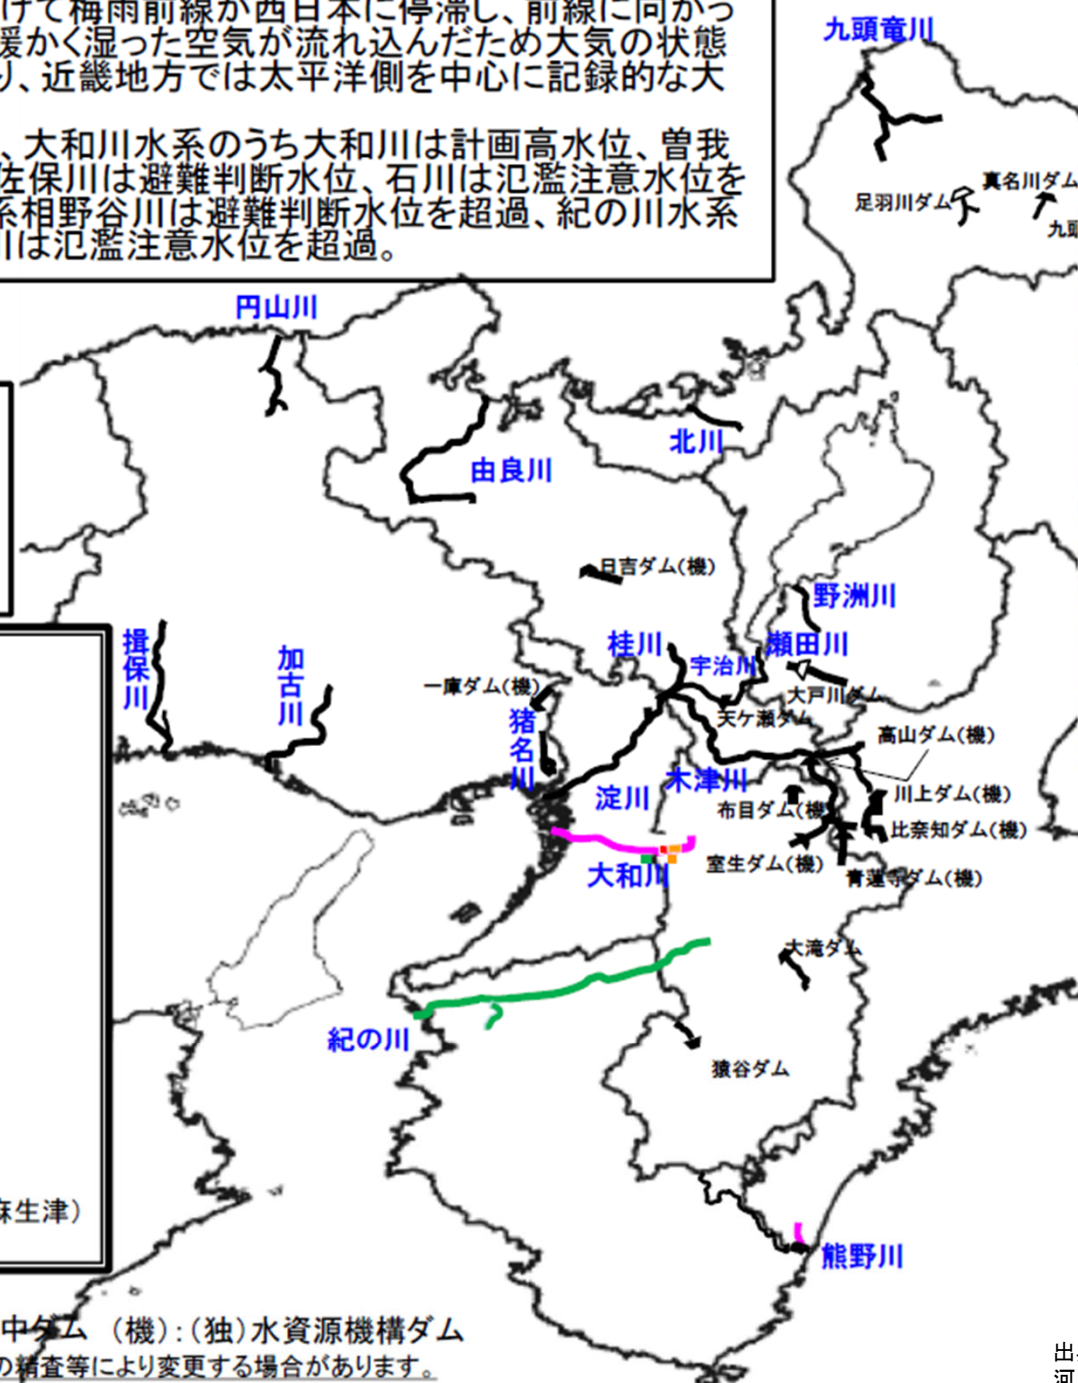 けて梅雨前線が西日本に停滞し、前線に向かっ
暖かく湿った空気が流れ込んだため大気の状態
り、近畿地方では太平洋側を中心に記録的な大
、大和川水系のうち大和川は計画高水位、曽我
佐保川は避難判断水位、石川は氾濫注意水位を
系相野谷川は避難判断水位を超過、紀の川水系
川は氾濫注意水位を超過。
九頭竜川
真名川ダム
足羽川ダム
九頭
円山川
北川
由良川
日吉ダム(機)
野洲川
揖保川
加古川
桂川
宇治川
瀬田川
一庫ダム(機)
大戸川ダム
猪名川
天ケ瀬ダム
高山ダム(機)
淀川
木津川
川上ダム(機)
布目ダム(機
比奈知ダム(機)
大和川
室生ダム(機)
青蓮寺ダム(機)
大滝ダム
紀の川
猿谷ダム
麻生津)
熊野川
中ダム (機):(独)水資源機構ダム
の精査等により変更する場合があります。
出
河